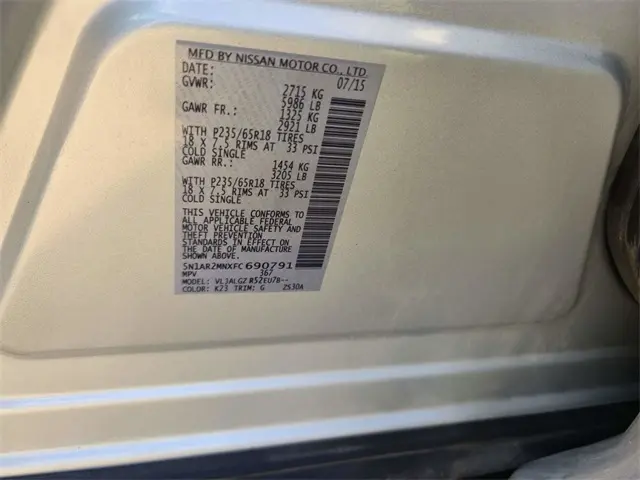 MFD BY NISSAN MOTOR CO., LTD.
DATE: 07/15
GVWR: 2715 KG
5986 LB
GAWR FR.: 1325 KG
2921 LB
WITH P235/65R18 TIRES
18 X 7.5 RIMS AT 33 PSI
COLD SINGLE
GAWR RR.: 1454 KG
3205 LB
WITH P235/65R18 TIRES
18 X 7.5 RIMS AT 33 PSI
COLD SINGLE
THIS VEHICLE CONFORMS TO
ALL APPLICABLE FEDERAL
MOTOR VEHICLE SAFETY AND
THEFT PREVENTION
STANDARDS IN EFFECT ON
THE DATE OF MANUFACTURE
SHOWN ABOVE.
5N1AR2MNXFC690791
MPV 367
MODEL: VLJALGZ R52EU7B--
COLOR: K23 TRIM: G 2S30A